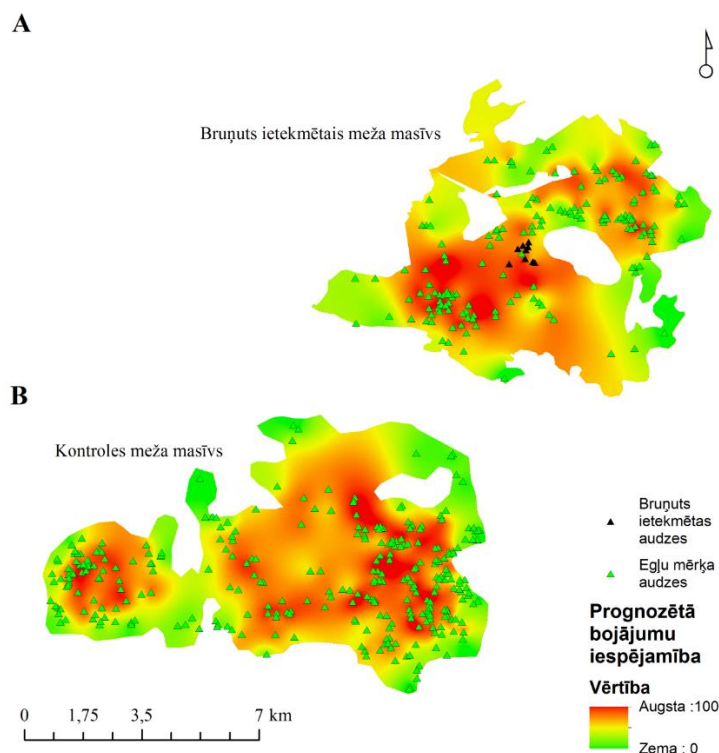 A
Bruņuts ietekmētais meža masīvs
B
Kontroles meža masīvs
Bruņuts
ietekmētas
audzes
Egļu mērķa
audzes
Prognozētā
bojājumu
iespējamība
Vērtība
Augsta :100
Zema : 0
0 1,75 3,5 7 km